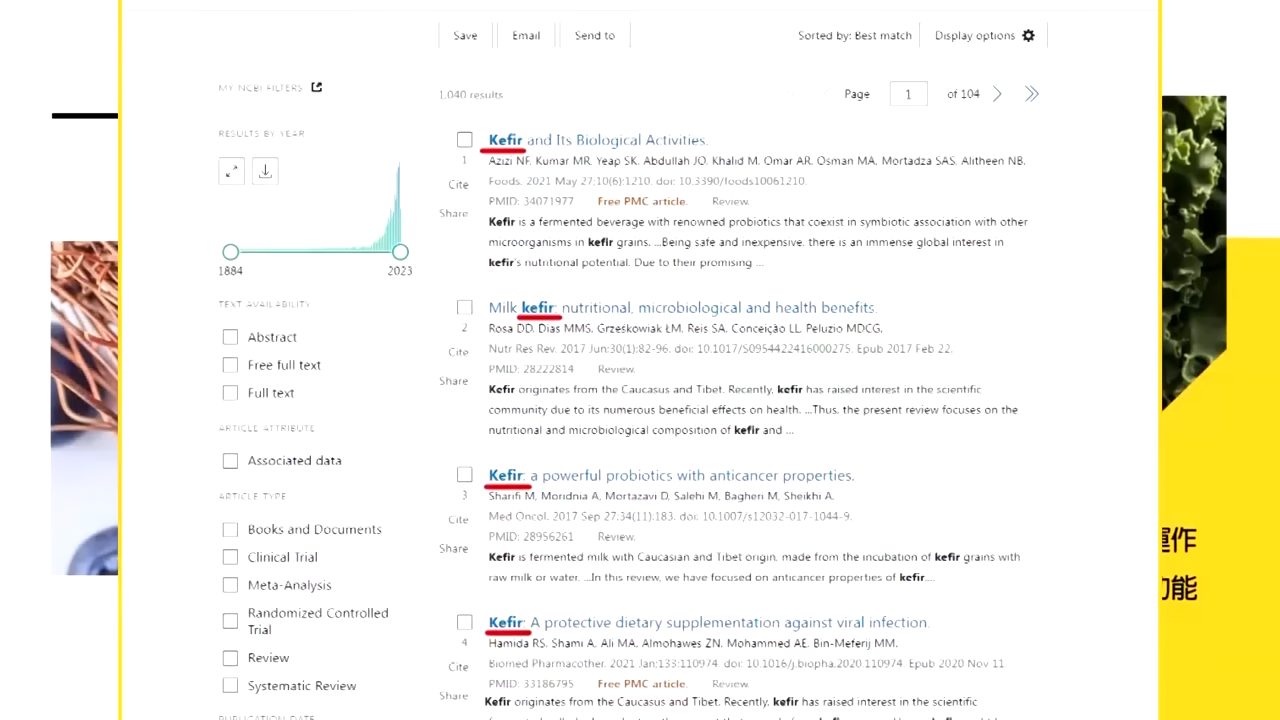 Save
Email
Send to
Sorted by: Best match
Display options
MY NCBI FILTERS
1,040 results
Page
1
of 104
RESULTS BY YEAR
1884
2023
TEXT AVAILABILITY
Abstract
Free full text
Full text
ARTICLE ATTRIBUTE
Associated data
ARTICLE TYPE
Books and Documents
Clinical Trial
Meta-Analysis
Randomized Controlled
Trial
Review
Systematic Review
PUBLICATION DATE
Kefir and Its Biological Activities.
1
Azizi NF, Kumar MR, Yeap SK, Abdullah JO, Khalid M, Omar AR, Osman MA, Mortadza SAS, Alitheen NB.
Cite
Foods. 2021 May 27;10(6):1210. doi: 10.3390/foods10061210.
PMID: 34071977 Free PMC article. Review.
Share
Kefir is a fermented beverage with renowned probiotics that coexist in symbiotic association with other
microorganisms in kefir grains. ...Being safe and inexpensive, there is an immense global interest in
kefir's nutritional potential. Due to their promising ...
Milk kefir: nutritional, microbiological and health benefits.
2
Rosa DD, Dias MMS, Grześkowiak ŁM, Reis SA, Conceição LL, Peluzio MDCG.
Cite
Nutr Res Rev. 2017 Jun;30(1):82-96. doi: 10.1017/S0954422416000275. Epub 2017 Feb 22.
PMID: 28222814 Review.
Share
Kefir originates from the Caucasus and Tibet. Recently, kefir has raised interest in the scientific
community due to its numerous beneficial effects on health. ...Thus, the present review focuses on the
nutritional and microbiological composition of kefir and ...
Kefir: a powerful probiotics with anticancer properties.
3
Sharifi M, Moridnia A, Mortazavi D, Salehi M, Bagheri M, Sheikhi A.
Cite
Med Oncol. 2017 Sep 27;34(11):183. doi: 10.1007/s12032-017-1044-9.
PMID: 28956261 Review.
Share
Kefir is fermented milk with Caucasian and Tibet origin, made from the incubation of kefir grains with
raw milk or water. ...In this review, we have focused on anticancer properties of kefir....
Kefir: A protective dietary supplementation against viral infection.
4
Hamida RS, Shami A, Ali MA, Almohawes ZN, Mohammed AE, Bin-Meferij MM.
Cite
Biomed Pharmacother. 2021 Jan;133:110974. doi: 10.1016/j.biopha.2020.110974. Epub 2020 Nov 11.
PMID: 33186795 Free PMC article. Review.
Share
Kefir originates from the Caucasus and Tibet. Recently, kefir has raised interest in the scientific
運作
功能